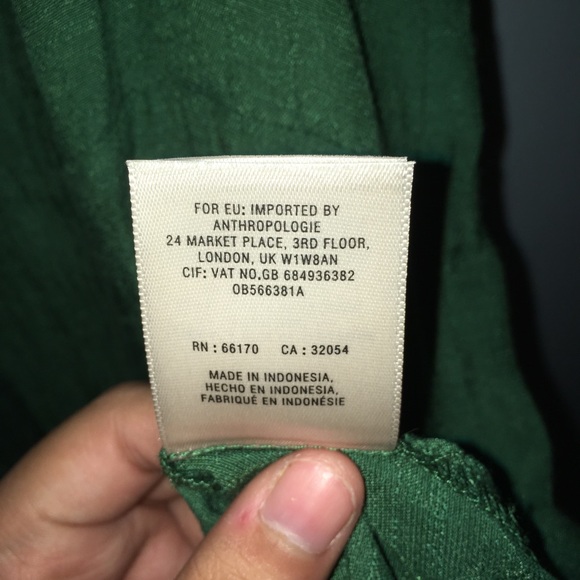 FOR EU: IMPORTED BY
ANTHROPOLOGIE
24 MARKET PLACE, 3RD FLOOR,
LONDON, UK W1W8AN
CIF: VAT NO.GB 684936382
OB566381A
RN : 66170 CA : 32054
MADE IN INDONESIA,
HECHO EN INDONESIA,
FABRIQUÉ EN INDONÉSIE